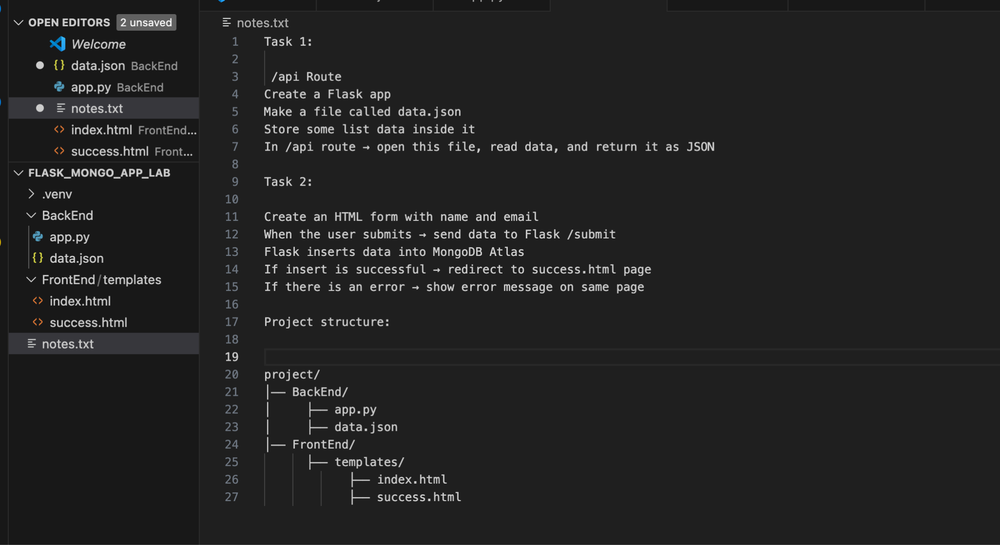 OPEN EDITORS 2 unsaved
Welcome
{} data.json BackEnd
app.py BackEnd
notes.txt
<> index.html FrontEnd...
<> success.html Front...
FLASK_MONGO_APP_LAB
.venv
BackEnd
app.py
{} data.json
FrontEnd/templates
<> index.html
<> success.html
notes.txt
notes.txt
1 Task 1:
2
3 /api Route
4 Create a Flask app
5 Make a file called data.json
6 Store some list data inside it
7 In /api route → open this file, read data, and return it as JSON
8
9 Task 2:
10
11 Create an HTML form with name and email
12 When the user submits → send data to Flask /submit
13 Flask inserts data into MongoDB Atlas
14 If insert is successful → redirect to success.html page
15 If there is an error → show error message on same page
16
17 Project structure:
18
19
20 project/
21 │── BackEnd/
22 │     ├── app.py
23 │     ├── data.json
24 │── FrontEnd/
25       ├── templates/
26             ├── index.html
27             ├── success.html